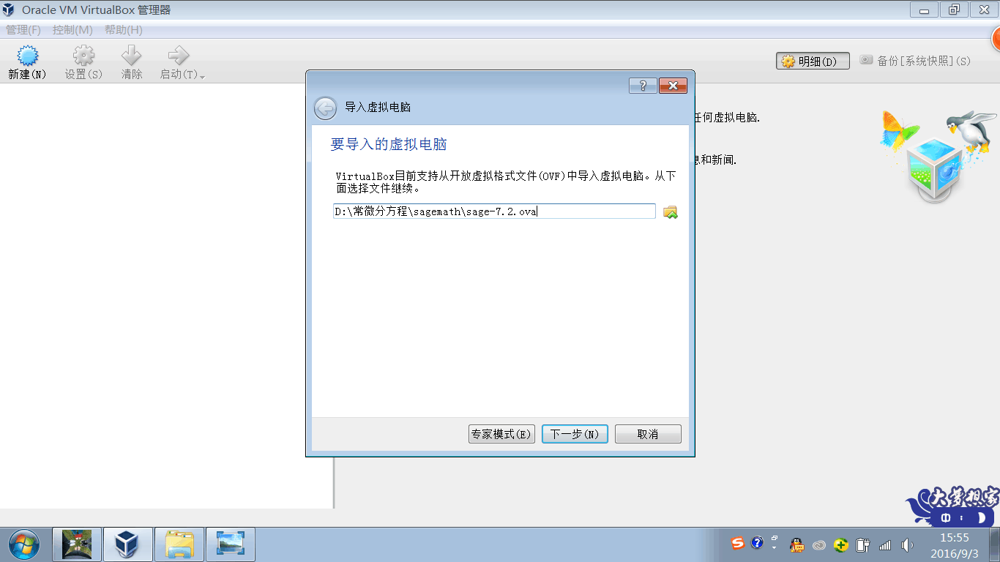 Oracle VM VirtualBox 管理器
管理(F) 控制(M) 帮助(H)
新建(N) 设置(S) 清除 启动(T)
明细(D) 备份[系统快照](S)
任何虚拟电脑.
息和新闻.
?
导入虚拟电脑
要导入的虚拟电脑
VirtualBox目前支持从开放虚拟格式文件(OVF)中导入虚拟电脑。从下
面选择文件继续。
D:\常微分方程\sagemath\sage-7.2.ova
专家模式(E) 下一步(N) 取消
大梦想家
中
S ?
15:55
2016/9/3